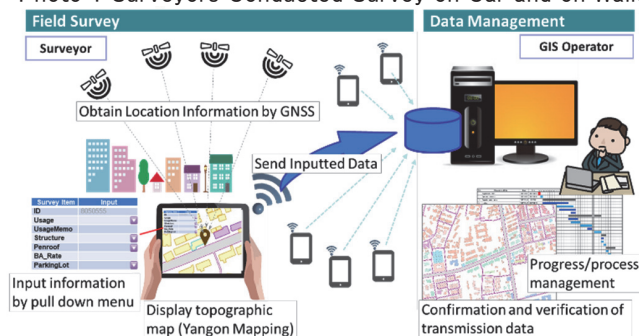 Photo 1 Surveyors Conducted Survey on Car and on Walk
Field Survey
Data Management
Surveyor
GIS Operator
Obtain Location Information by GNSS
Send Inputted Data
Survey Item Input
ID 8050555
Usage
UsageMemo
Structure
Penroof
BA_Rate
ParkingLot
Input information
by pull down menu
Display topographic
map (Yangon Mapping)
Progress/process
management
Confirmation and verification of
transmission data